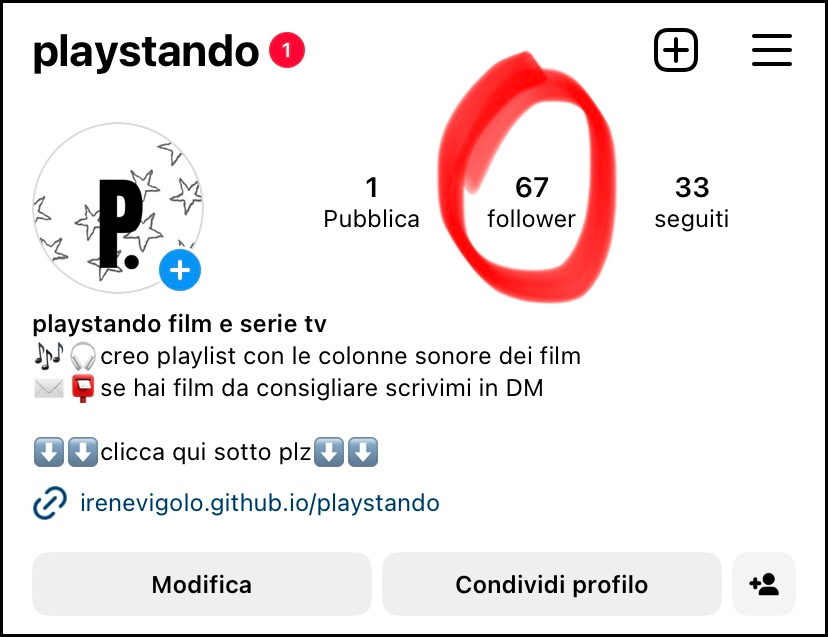 playstando 1
P.
1 67 33
Pubblica follower seguiti
playstando film e serie tv
creo playlist con le colonne sonore dei film
se hai film da consigliare scrivimi in DM
clicca qui sotto plz
irenevigolo.github.io/playstando
Modifica Condividi profilo